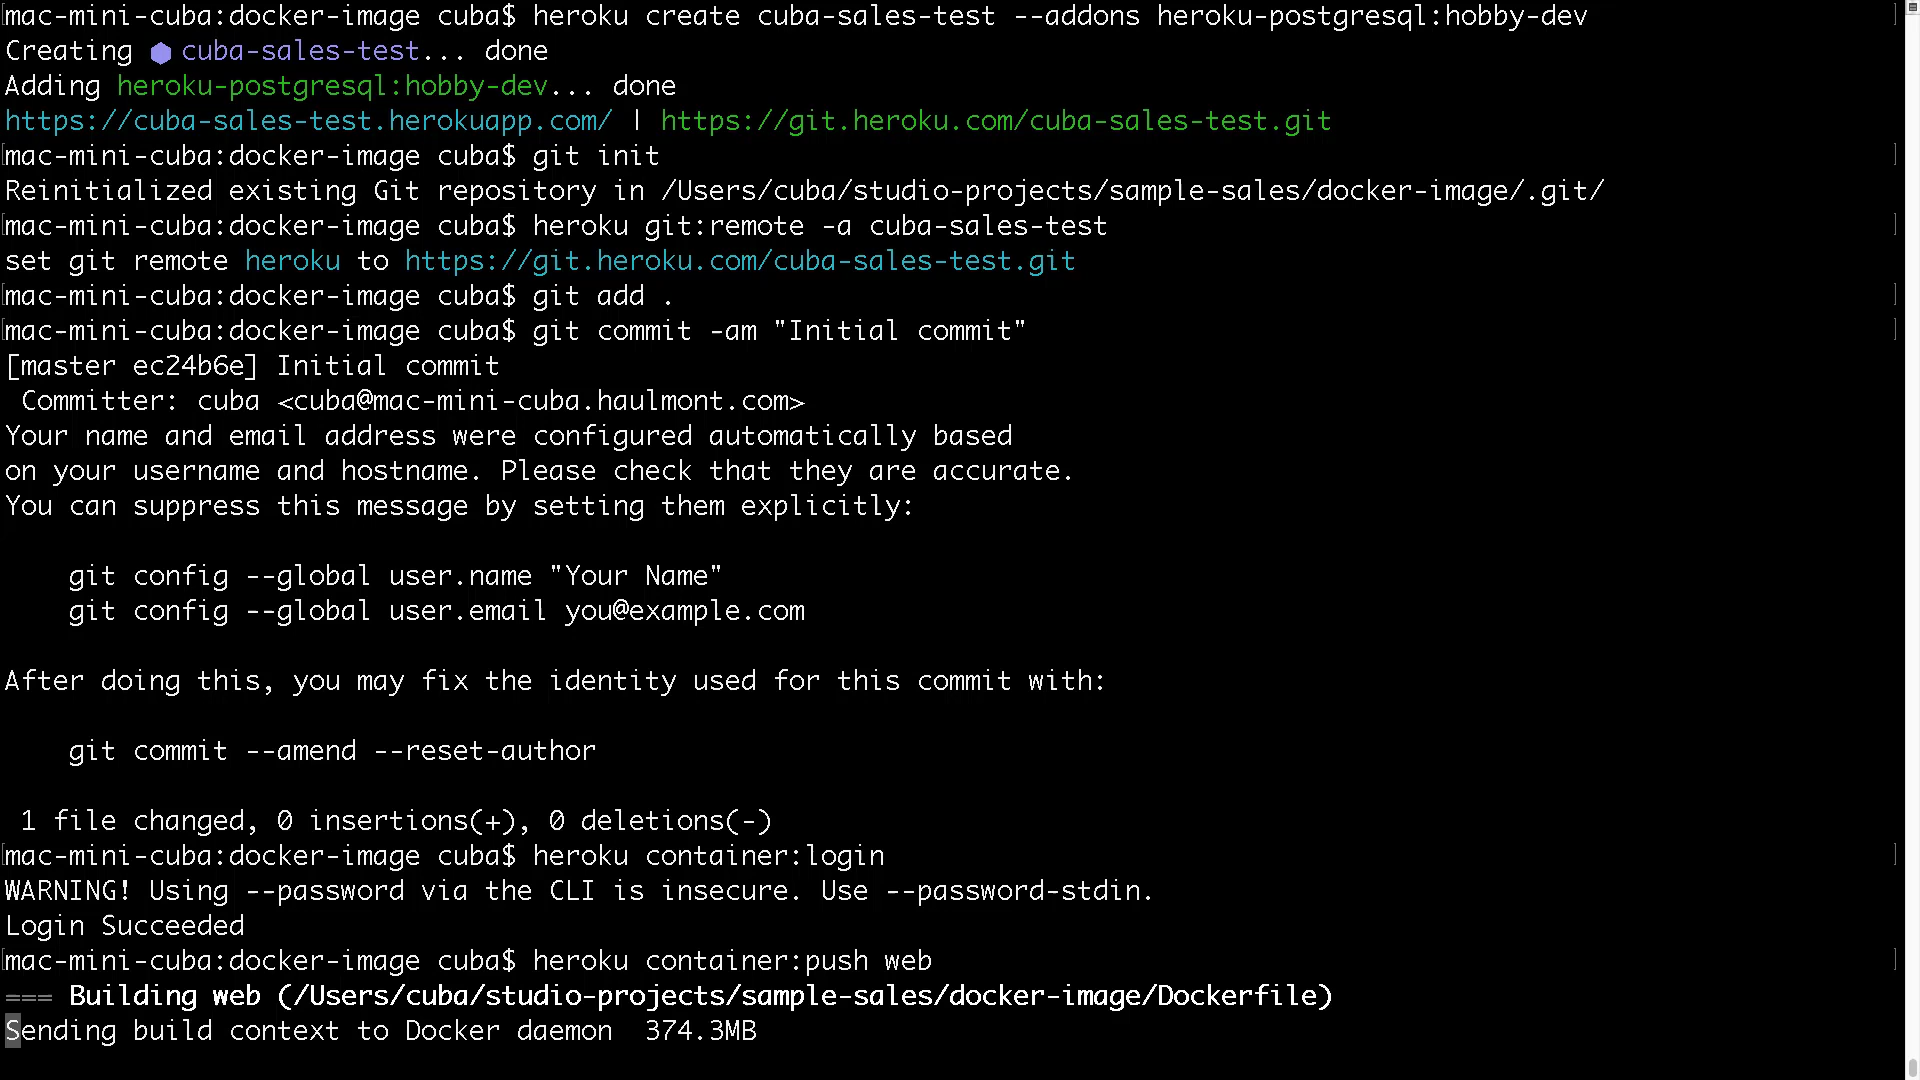 mac-mini-cuba:docker-image cuba$ heroku create cuba-sales-test --addons heroku-postgresql:hobby-dev
Creating ⬢ cuba-sales-test... done
Adding heroku-postgresql:hobby-dev... done
https://cuba-sales-test.herokuapp.com/ | https://git.heroku.com/cuba-sales-test.git
[mac-mini-cuba:docker-image cuba$ git init ]
Reinitialized existing Git repository in /Users/cuba/studio-projects/sample-sales/docker-image/.git/
[mac-mini-cuba:docker-image cuba$ heroku git:remote -a cuba-sales-test ]
set git remote heroku to https://git.heroku.com/cuba-sales-test.git
[mac-mini-cuba:docker-image cuba$ git add . ]
[mac-mini-cuba:docker-image cuba$ git commit -am "Initial commit" ]
[master ec24b6e] Initial commit
 Committer: cuba <cuba@mac-mini-cuba.haulmont.com>
Your name and email address were configured automatically based
on your username and hostname. Please check that they are accurate.
You can suppress this message by setting them explicitly:

    git config --global user.name "Your Name"
    git config --global user.email you@example.com

After doing this, you may fix the identity used for this commit with:

    git commit --amend --reset-author

 1 file changed, 0 insertions(+), 0 deletions(-)
[mac-mini-cuba:docker-image cuba$ heroku container:login ]
WARNING! Using --password via the CLI is insecure. Use --password-stdin.
Login Succeeded
[mac-mini-cuba:docker-image cuba$ heroku container:push web ]
=== Building web (/Users/cuba/studio-projects/sample-sales/docker-image/Dockerfile)
Sending build context to Docker daemon  374.3MB